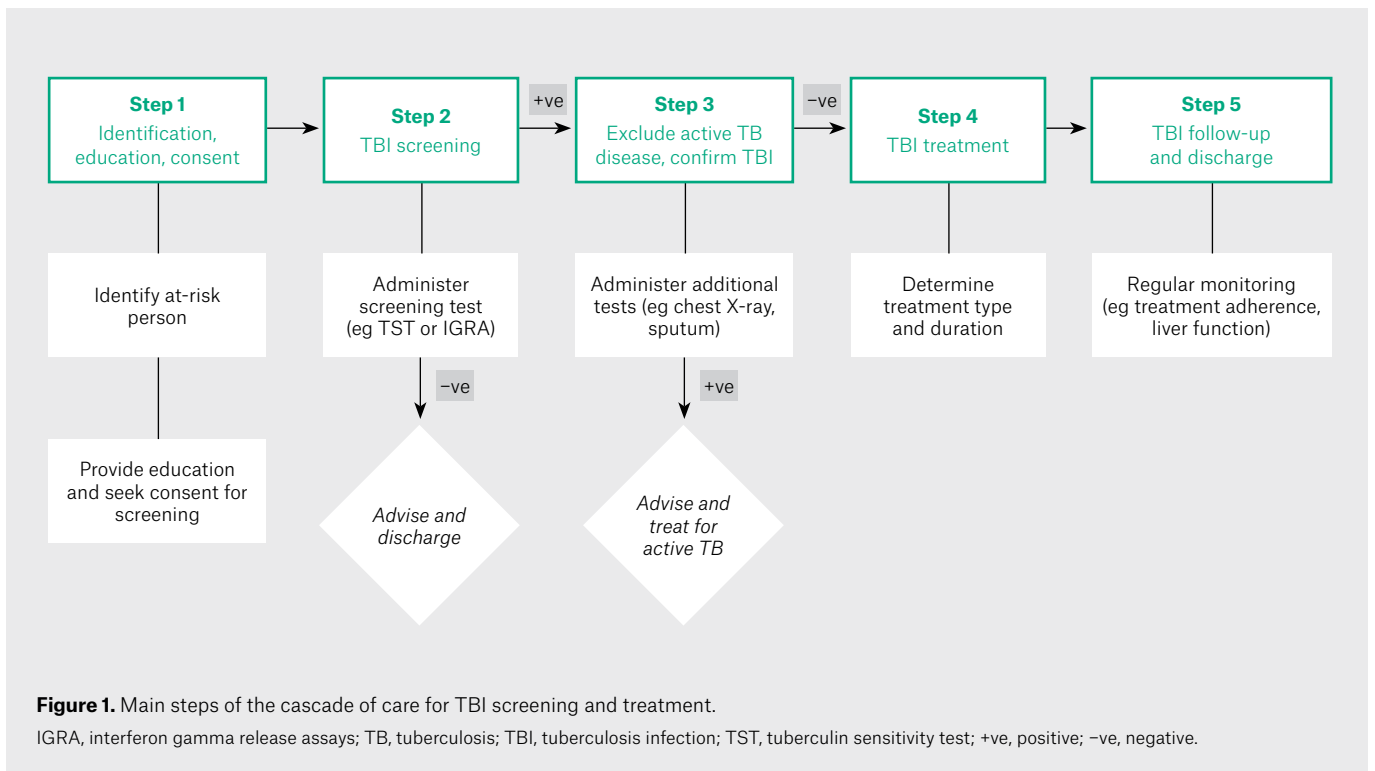 Step 1
Identification,
education, consent
Step 2
TBI screening
+ve
Step 3
Exclude active TB
disease, confirm TBI
−ve
Step 4
TBI treatment
Step 5
TBI follow-up
and discharge
Identify at-risk
person
Administer
screening test
(eg TST or IGRA)
Administer additional
tests (eg chest X-ray,
sputum)
Determine
treatment type
and duration
Regular monitoring
(eg treatment adherence,
liver function)
−ve
+ve
Provide education
and seek consent for
screening
Advise and
discharge
Advise and
treat for
active TB
Figure 1. Main steps of the cascade of care for TBI screening and treatment.
IGRA, interferon gamma release assays; TB, tuberculosis; TBI, tuberculosis infection; TST, tuberculin sensitivity test; +ve, positive; −ve, negative.